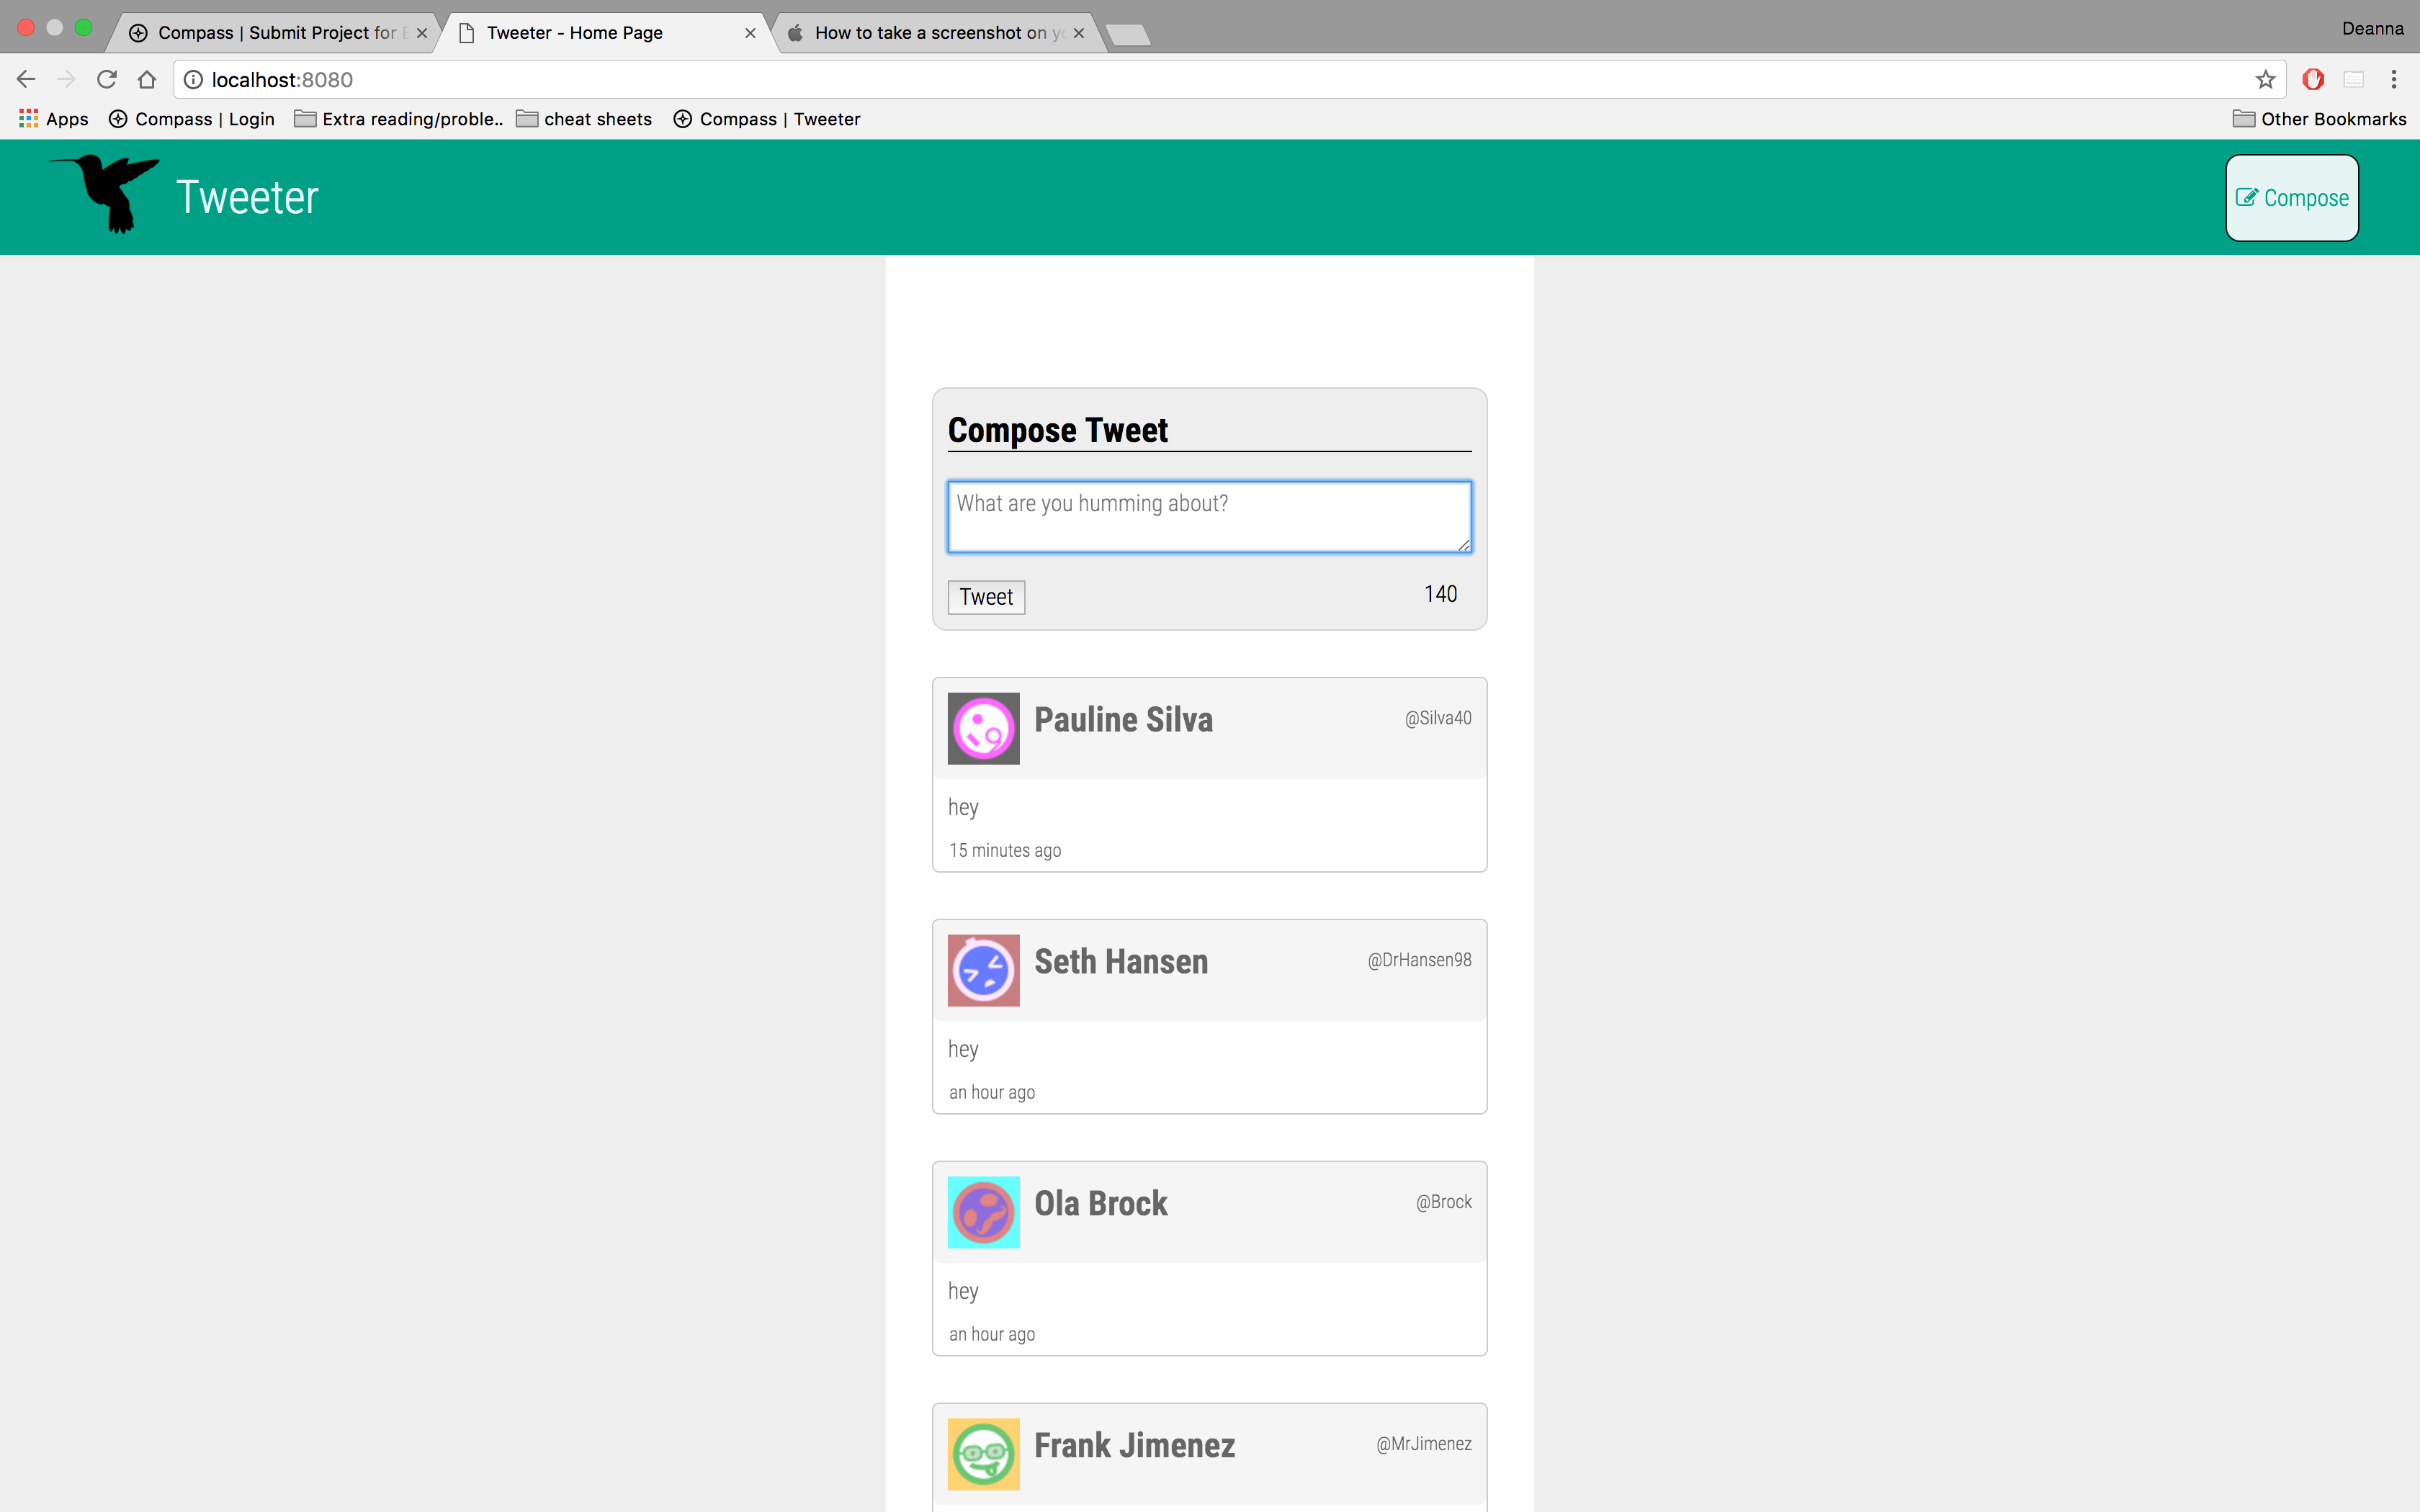 Compass | Submit Project for
Tweeter - Home Page
How to take a screenshot on
Deanna
localhost:8080
Apps
Compass | Login
Extra reading/proble..
cheat sheets
Compass | Tweeter
Other Bookmarks
Tweeter
Compose
Compose Tweet
What are you humming about?
Tweet
140
Pauline Silva
@Silva40
hey
15 minutes ago
Seth Hansen
@DrHansen98
hey
an hour ago
Ola Brock
@Brock
hey
an hour ago
Frank Jimenez
@MrJimenez